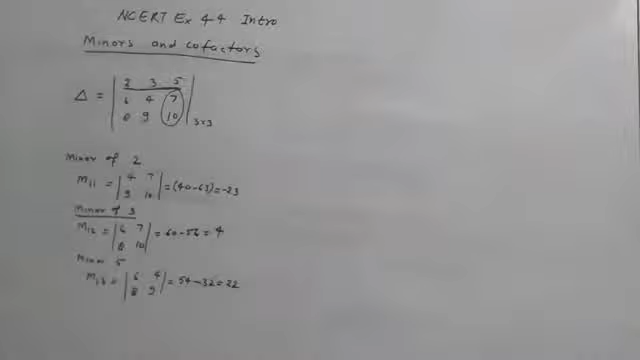 NCERT Ex 4.4 Intro
Minors and cofactors
Δ = | 2 3 5 |
| 6 4 7 |
| 8 9 10 | 3×3
Minor of 2
M11 = | 4 7 | = (40-63) = -23
| 9 10 |
Minor of 3
M12 = | 6 7 | = 60-56 = 4
| 8 10 |
Minor 5
M13 = | 6 4 | = 54-32 = 22
| 8 9 |